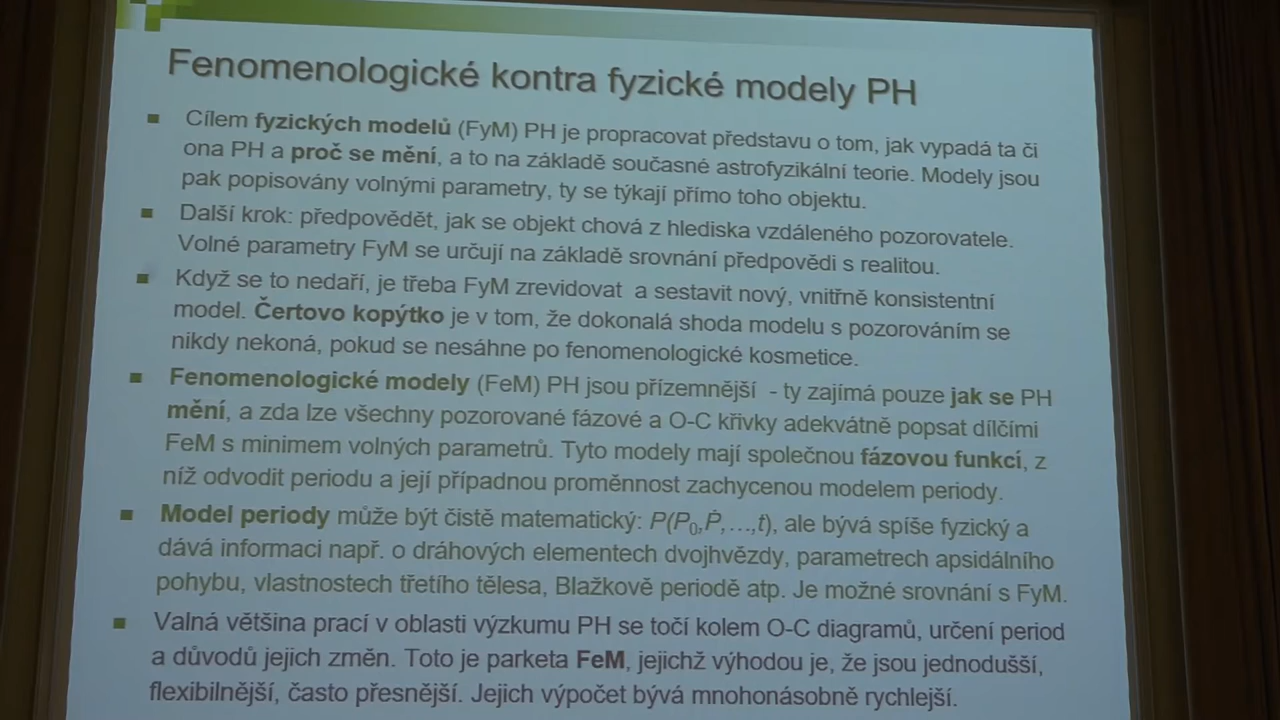 Fenomenologické kontra fyzické modely PH
Cílem fyzických modelů (FyM) PH je propracovat představu o tom, jak vypadá ta či
ona PH a proč se mění, a to na základě současné astrofyzikální teorie. Modely jsou
pak popisovány volnými parametry, ty se týkají přímo toho objektu.
Další krok: předpovědět, jak se objekt chová z hlediska vzdáleného pozorovatele.
Volné parametry FyM se určují na základě srovnání předpovědi s realitou.
Když se to nedaří, je třeba FyM zrevidovat a sestavit nový, vnitřně konsistentní
model. Čertovo kopýtko je v tom, že dokonalá shoda modelu s pozorováním se
nikdy nekoná, pokud se nesáhne po fenomenologické kosmetice.
Fenomenologické modely (FeM) PH jsou přízemnější - ty zajímá pouze jak se PH
mění, a zda lze všechny pozorované fázové a O-C křivky adekvátně popsat dílčími
FeM s minimem volných parametrů. Tyto modely mají společnou fázovou funkcí, z
níž odvodit periodu a její případnou proměnnost zachycenou modelem periody.
Model periody může být čistě matematický: P(P₀,Ṗ,…,t), ale bývá spíše fyzický a
dává informaci např. o dráhových elementech dvojhvězdy, parametrech apsidálního
pohybu, vlastnostech třetího tělesa, Blažkově periodě atp. Je možné srovnání s FyM.
Valná většina prací v oblasti výzkumu PH se točí kolem O-C diagramů, určení period
a důvodů jejich změn. Toto je parketa FeM, jejichž výhodou je, že jsou jednodušší,
flexibilnější, často přesnější. Jejich výpočet bývá mnohonásobně rychlejší.